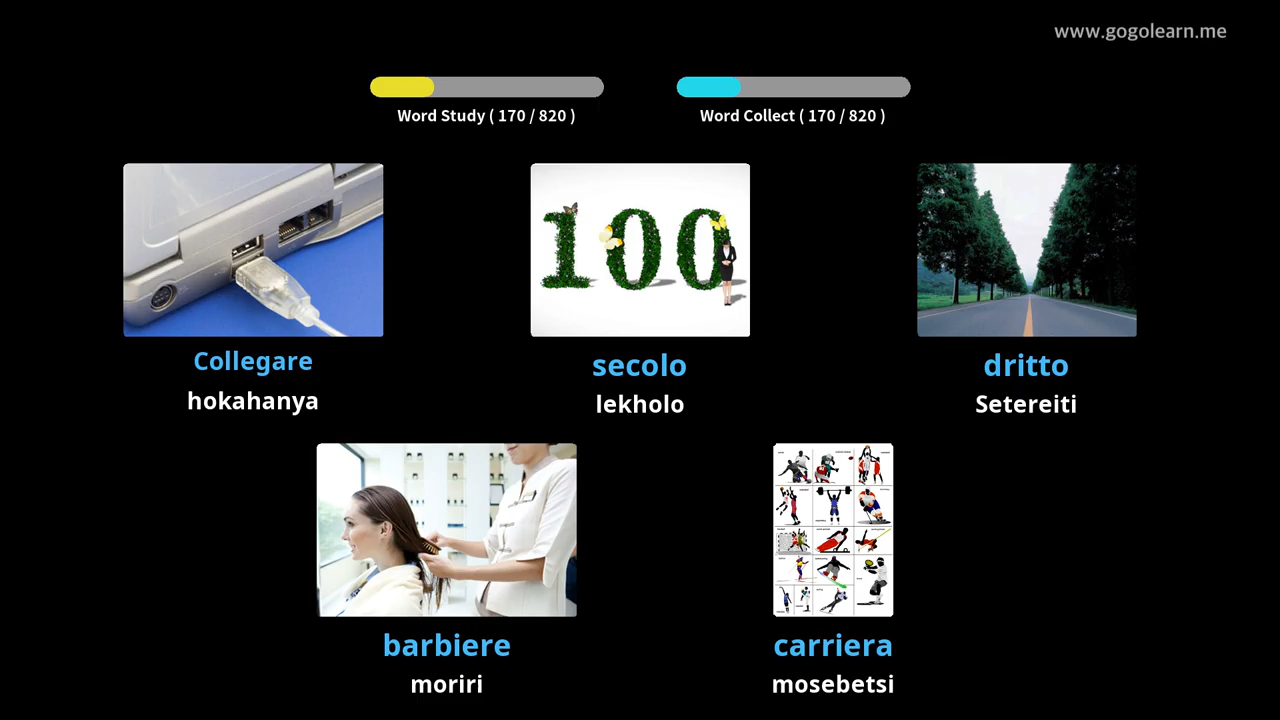 www.gogolearn.me
Word Study ( 170 / 820 )
Word Collect ( 170 / 820 )
Collegare
hokahanya
secolo
lekholo
dritto
Setereiti
barbiere
moriri
carriera
mosebetsi